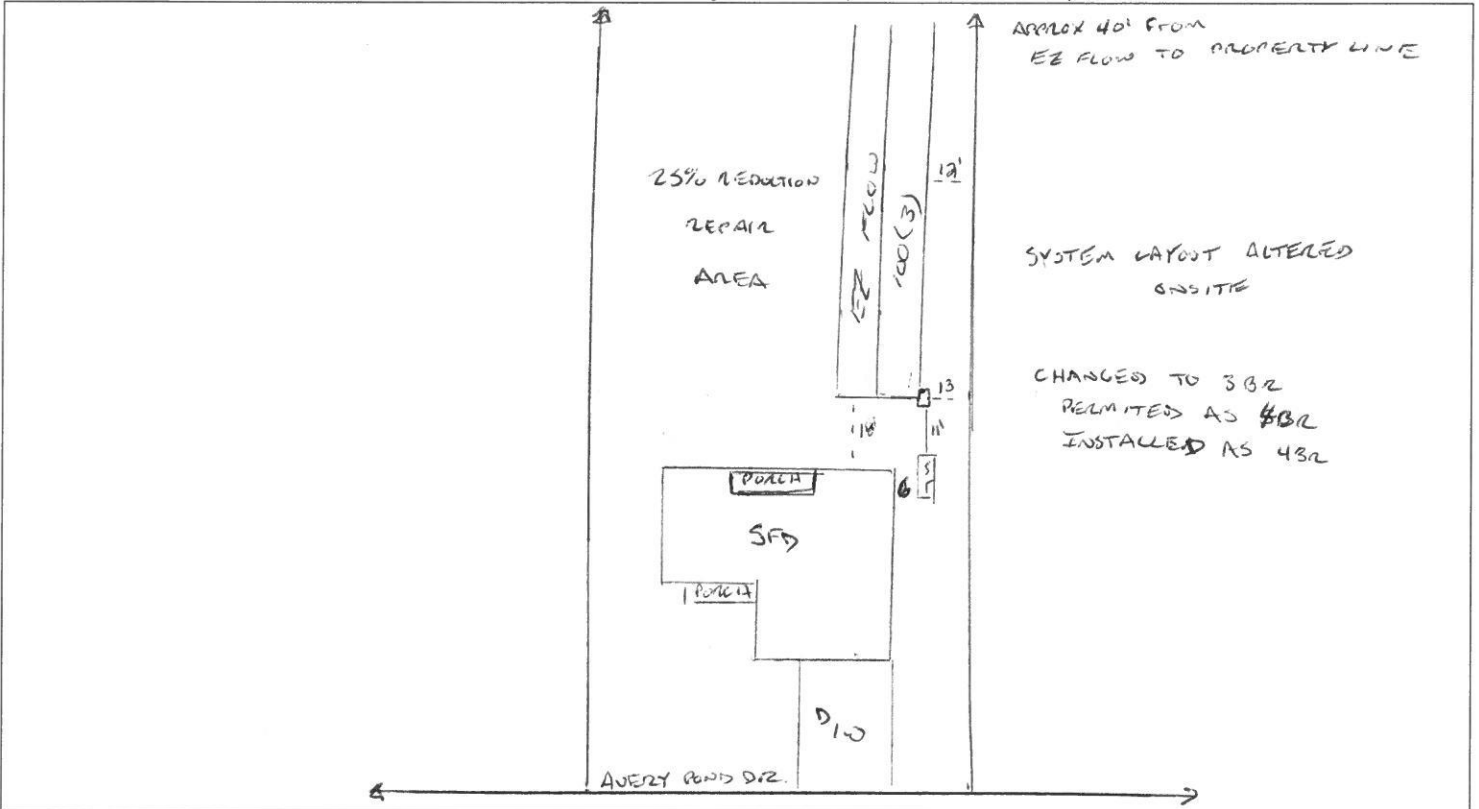 APPROX 40' FROM
EZ FLOW TO PROPERTY LINE
25% REDUCTION
REPAIR
AREA
EZ FLOW
100(3)
12'
SYSTEM LAYOUT ALTERED
ONSITE
CHANGED TO 3BR
PERMITED AS BR
INSTALLED AS 4BR
13
18'
11'
PORCH
6
ST
SFD
PORCH
D/W
AVERY POND DR.